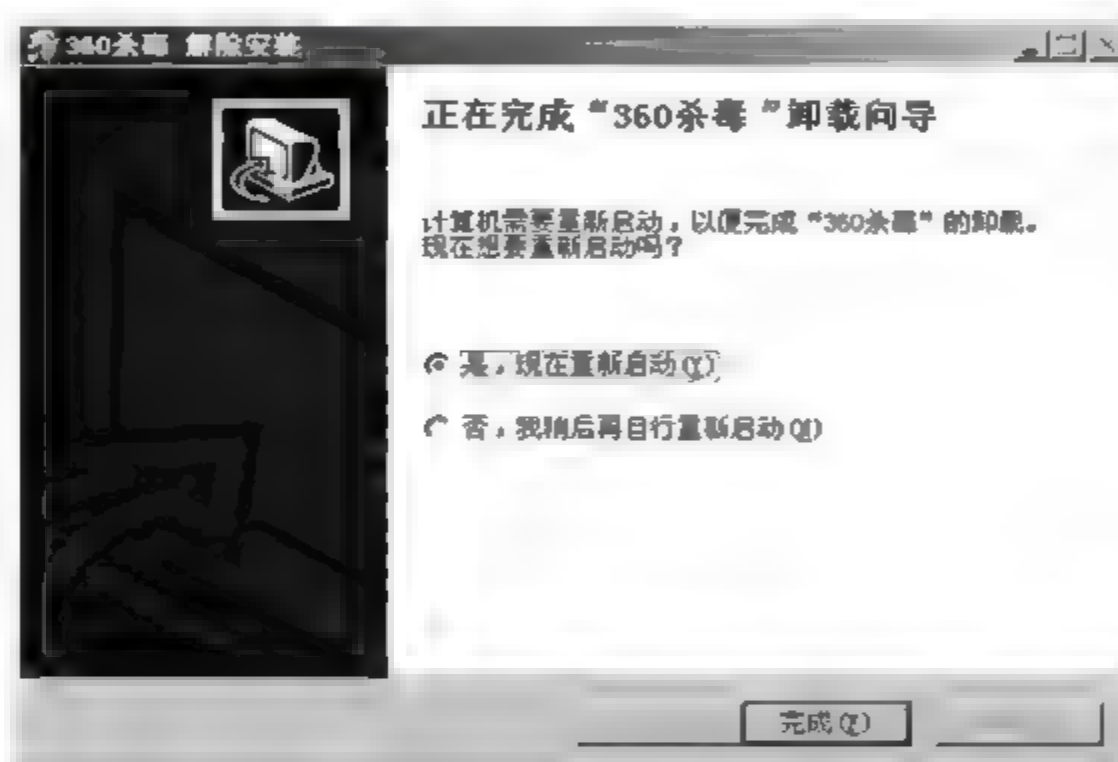 360杀毒 解除安装
正在完成“360杀毒”卸载向导
计算机需要重新启动，以便完成“360杀毒”的卸载。
现在想要重新启动吗？
是，现在重新启动(Y)
否，我稍后再自行重新启动(N)
完成(F)